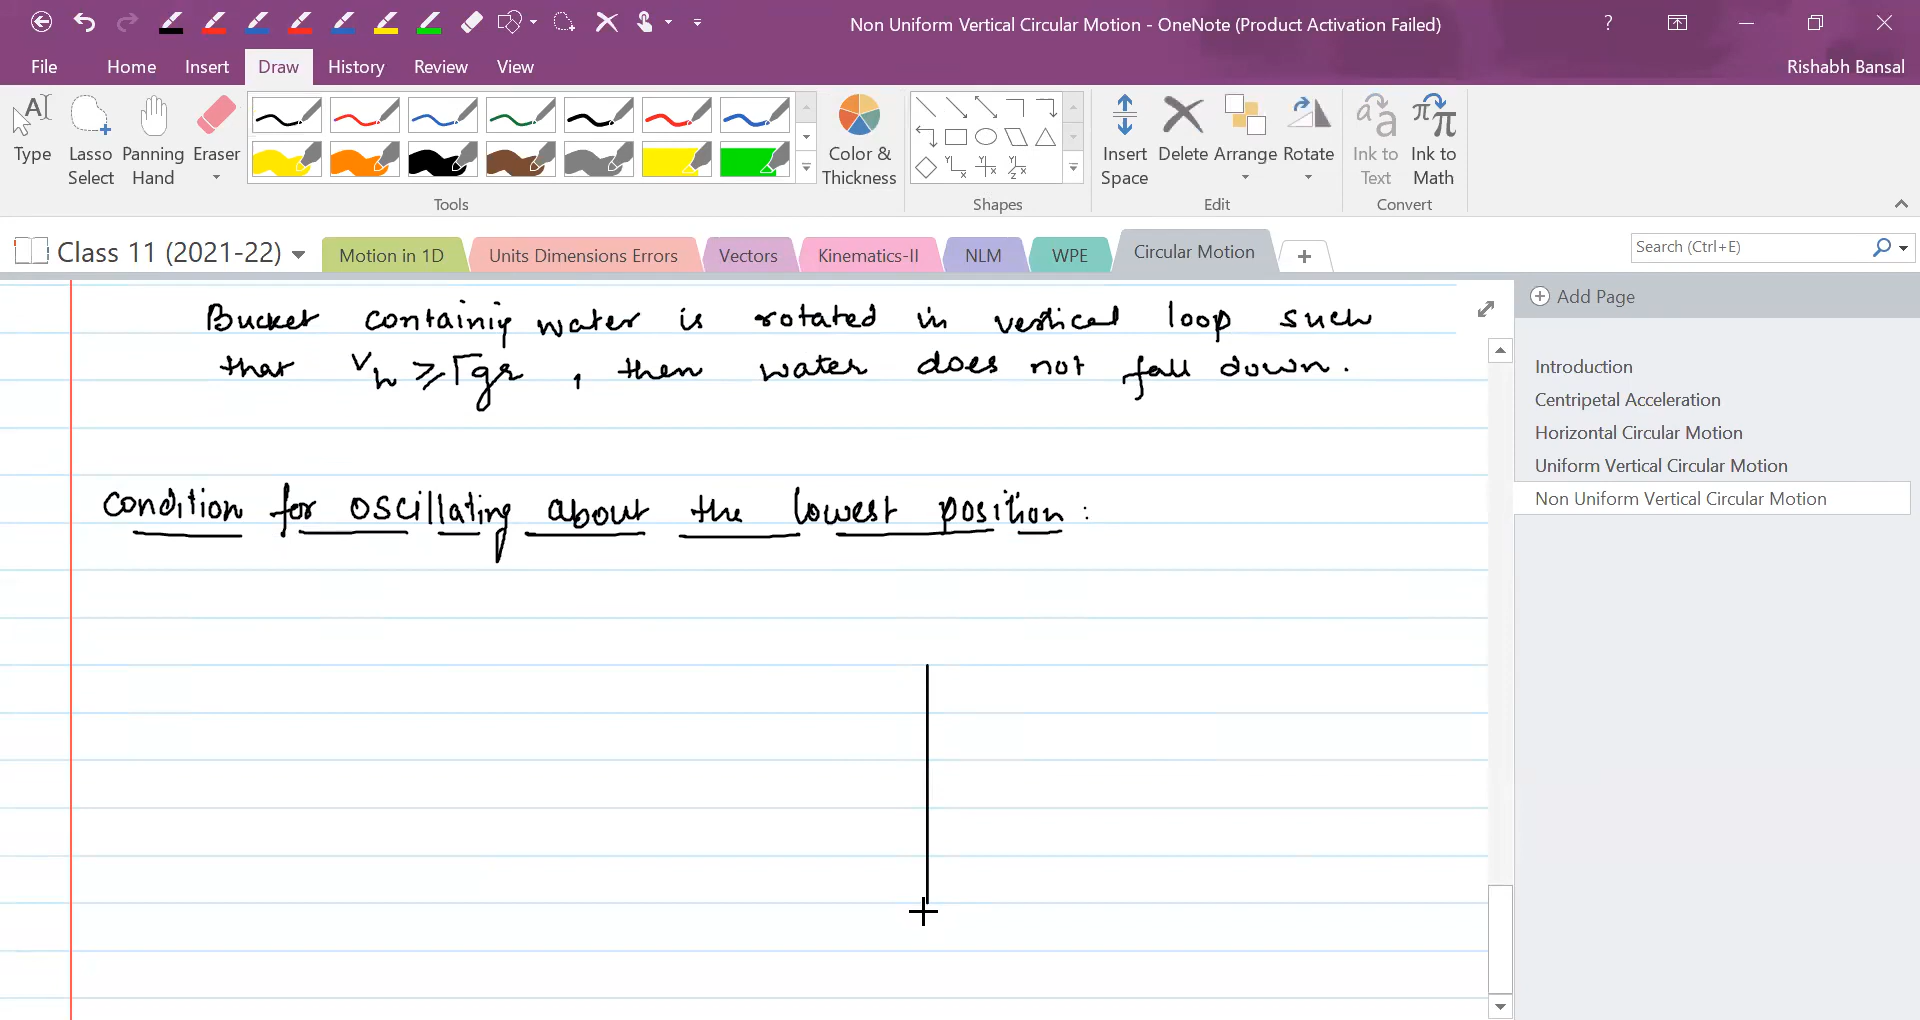 Non Uniform Vertical Circular Motion - OneNote (Product Activation Failed)
?
File Home Insert Draw History Review View
Rishabh Bansal
Type
Lasso Select
Panning Hand
Eraser
Color & Thickness
Insert Space
Delete
Arrange
Rotate
Ink to Text
Ink to Math
Tools
Shapes
Edit
Convert
Class 11 (2021-22)
Motion in 1D
Units Dimensions Errors
Vectors
Kinematics-II
NLM
WPE
Circular Motion
Search (Ctrl+E)
Add Page
Introduction
Centripetal Acceleration
Horizontal Circular Motion
Uniform Vertical Circular Motion
Non Uniform Vertical Circular Motion
Bucket containing water is rotated in vertical loop such
that Vh ≥ √gr , then water does not fall down.
Condition for oscillating about the lowest position :